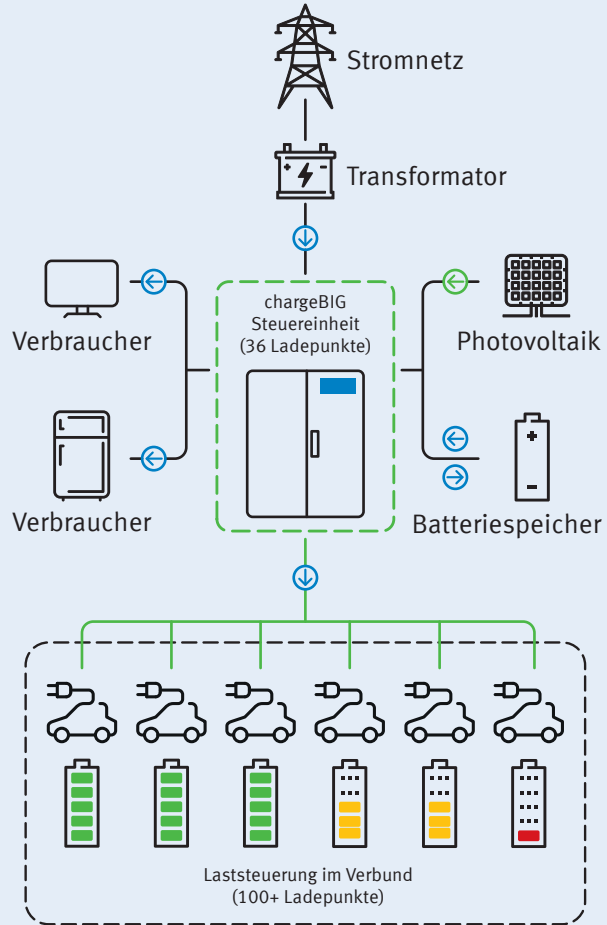 Stromnetz
Transformator
chargeBIG
Steuereinheit
(36 Ladepunkte)
Verbraucher
Photovoltaik
Verbraucher
Batteriespeicher
Laststeuerung im Verbund
(100+ Ladepunkte)